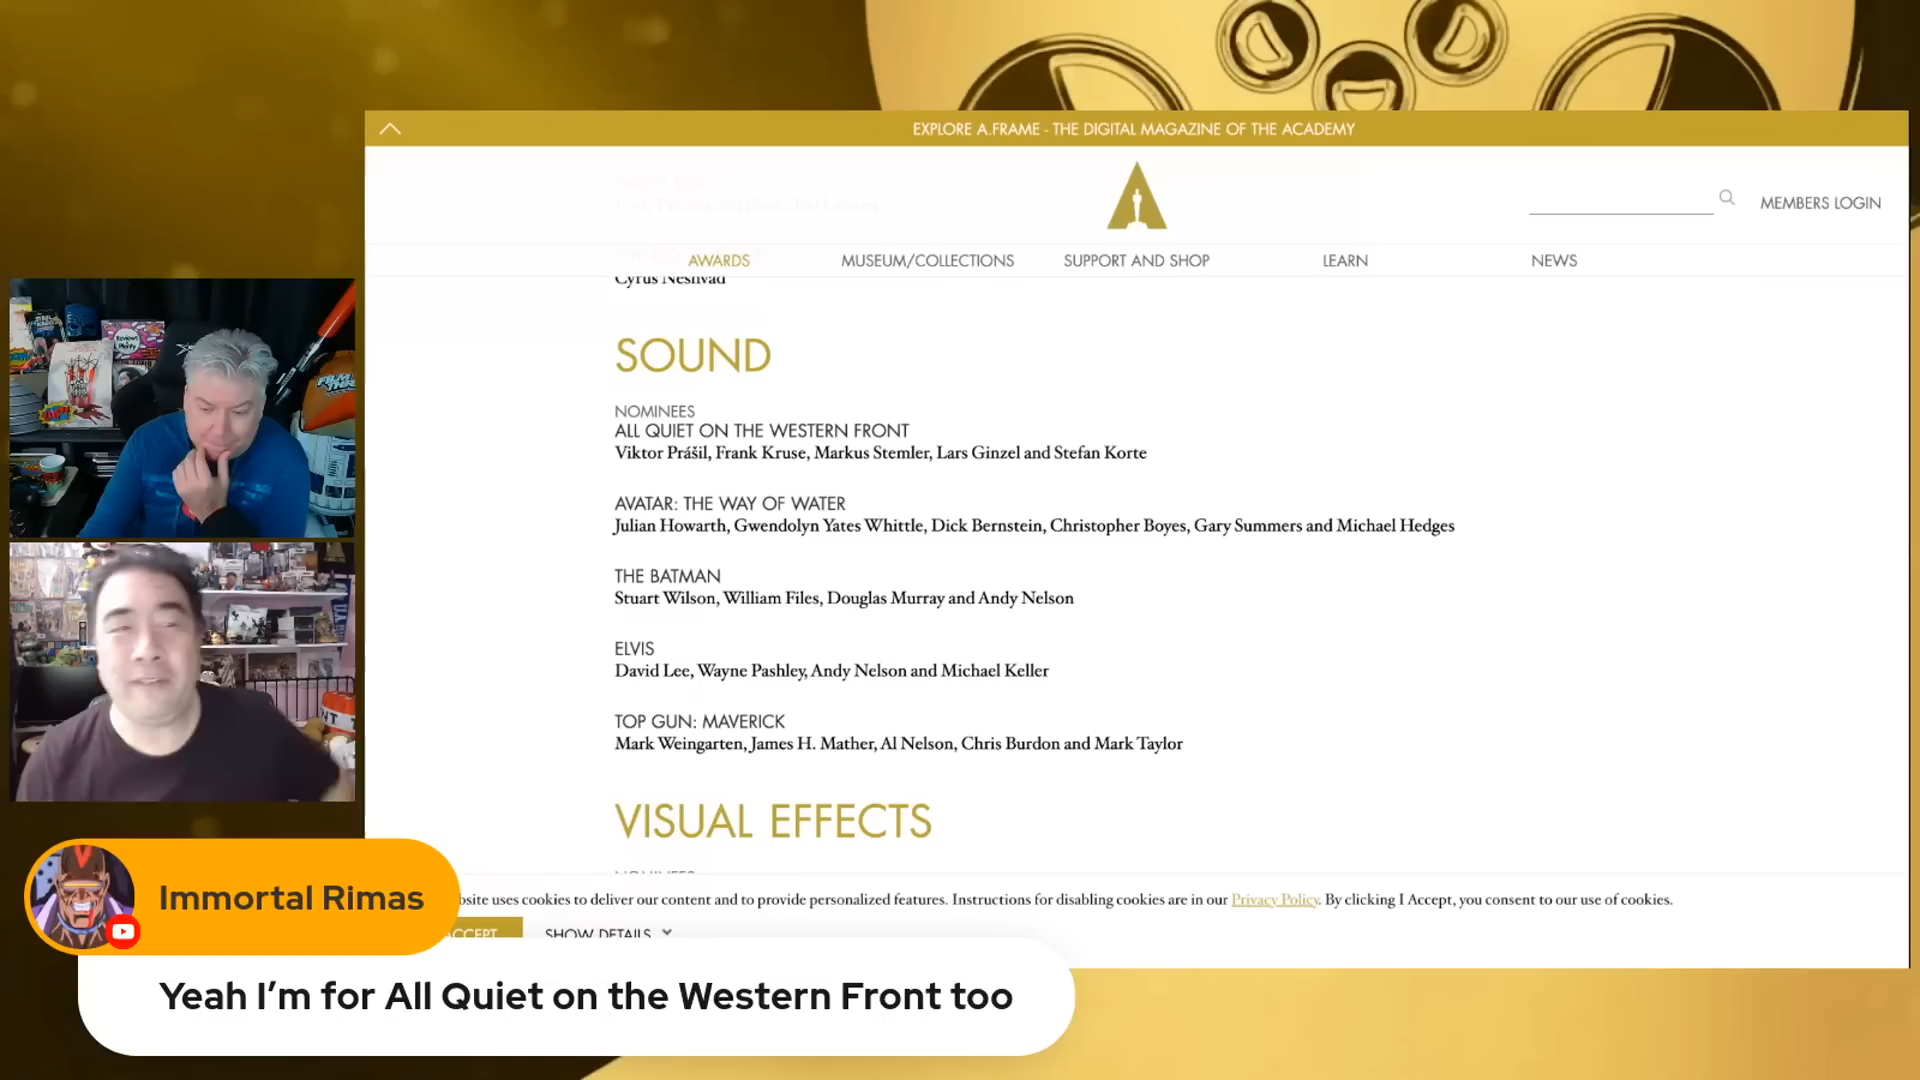 EXPLORE A.FRAME - THE DIGITAL MAGAZINE OF THE ACADEMY
MEMBERS LOGIN
AWARDS
MUSEUM/COLLECTIONS
SUPPORT AND SHOP
LEARN
NEWS
Cyrus Neshvad
SOUND
NOMINEES
ALL QUIET ON THE WESTERN FRONT
Viktor Prášil, Frank Kruse, Markus Stemler, Lars Ginzel and Stefan Korte
AVATAR: THE WAY OF WATER
Julian Howarth, Gwendolyn Yates Whittle, Dick Bernstein, Christopher Boyes, Gary Summers and Michael Hedges
THE BATMAN
Stuart Wilson, William Files, Douglas Murray and Andy Nelson
ELVIS
David Lee, Wayne Pashley, Andy Nelson and Michael Keller
TOP GUN: MAVERICK
Mark Weingarten, James H. Mather, Al Nelson, Chris Burdon and Mark Taylor
VISUAL EFFECTS
uses cookies to deliver our content and to provide personalized features. Instructions for disabling cookies are in our Privacy Policy. By clicking I Accept, you consent to our use of cookies.
ACCEPT
SHOW DETAILS
Immortal Rimas
Yeah I’m for All Quiet on the Western Front too